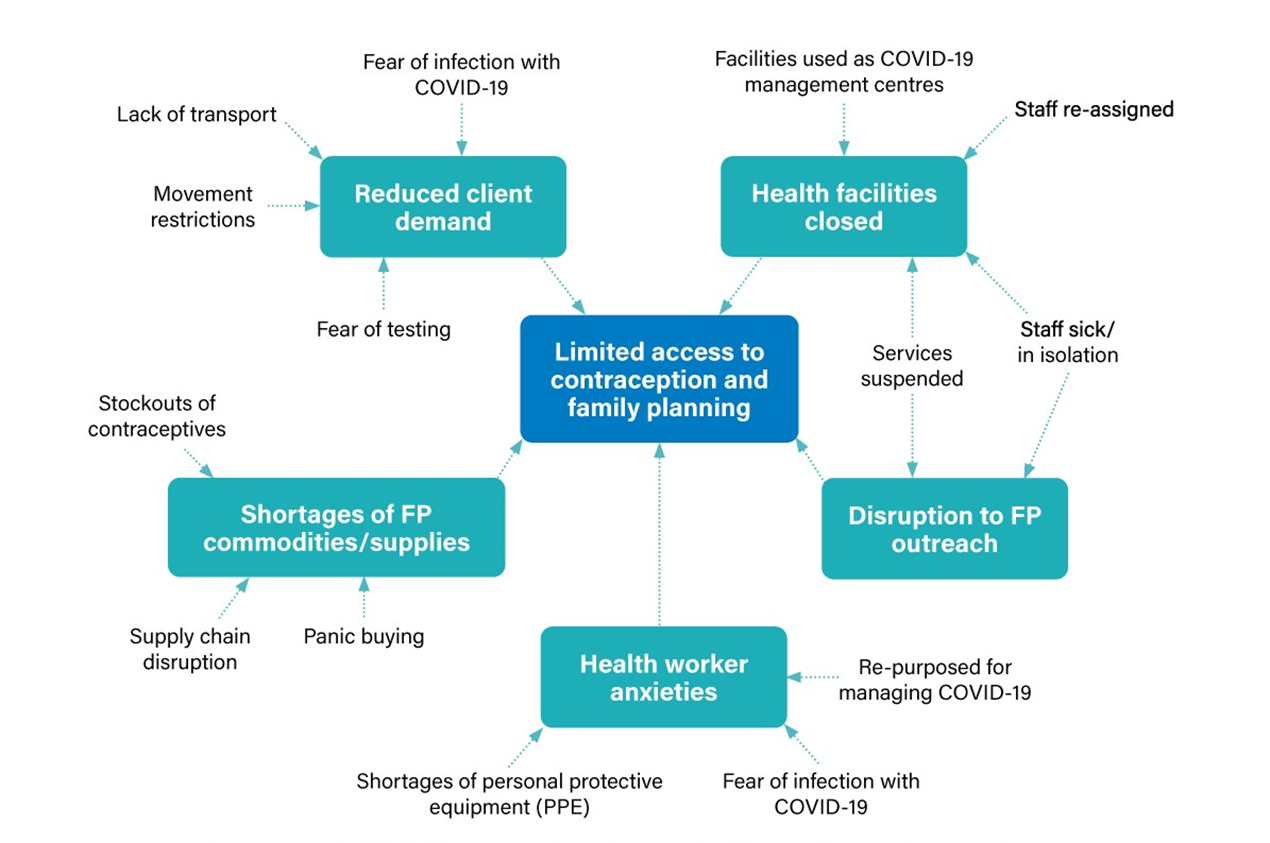 Fear of infection with
COVID-19
Facilities used as COVID-19
management centres
Lack of transport
Staff re-assigned
Movement
restrictions
Reduced client
demand
Health facilities
closed
Fear of testing
Limited access to
contraception and
family planning
Services
suspended
Staff sick/
in isolation
Stockouts of
contraceptives
Shortages of FP
commodities/supplies
Disruption to FP
outreach
Supply chain
disruption
Panic buying
Health worker
anxieties
Re-purposed for
managing COVID-19
Shortages of personal protective
equipment (PPE)
Fear of infection with
COVID-19